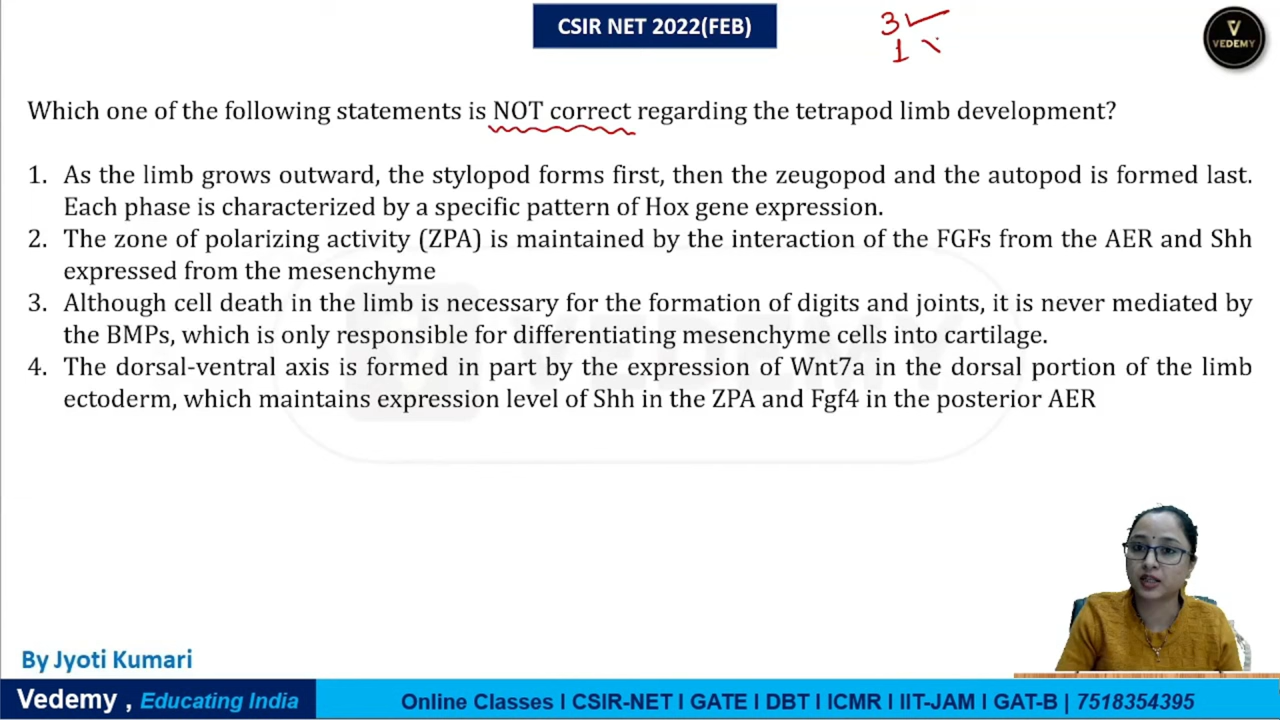 CSIR NET 2022(FEB)
3 ✓
1
V
VEDEMY
Which one of the following statements is NOT correct regarding the tetrapod limb development?
1. As the limb grows outward, the stylopod forms first, then the zeugopod and the autopod is formed last.
Each phase is characterized by a specific pattern of Hox gene expression.
2. The zone of polarizing activity (ZPA) is maintained by the interaction of the FGFs from the AER and Shh
expressed from the mesenchyme
3. Although cell death in the limb is necessary for the formation of digits and joints, it is never mediated by
the BMPs, which is only responsible for differentiating mesenchyme cells into cartilage.
4. The dorsal-ventral axis is formed in part by the expression of Wnt7a in the dorsal portion of the limb
ectoderm, which maintains expression level of Shh in the ZPA and Fgf4 in the posterior AER
VEDEMY
By Jyoti Kumari
Vedemy , Educating India
Online Classes I CSIR-NET I GATE I DBT I ICMR I IIT-JAM I GAT-B | 7518354395